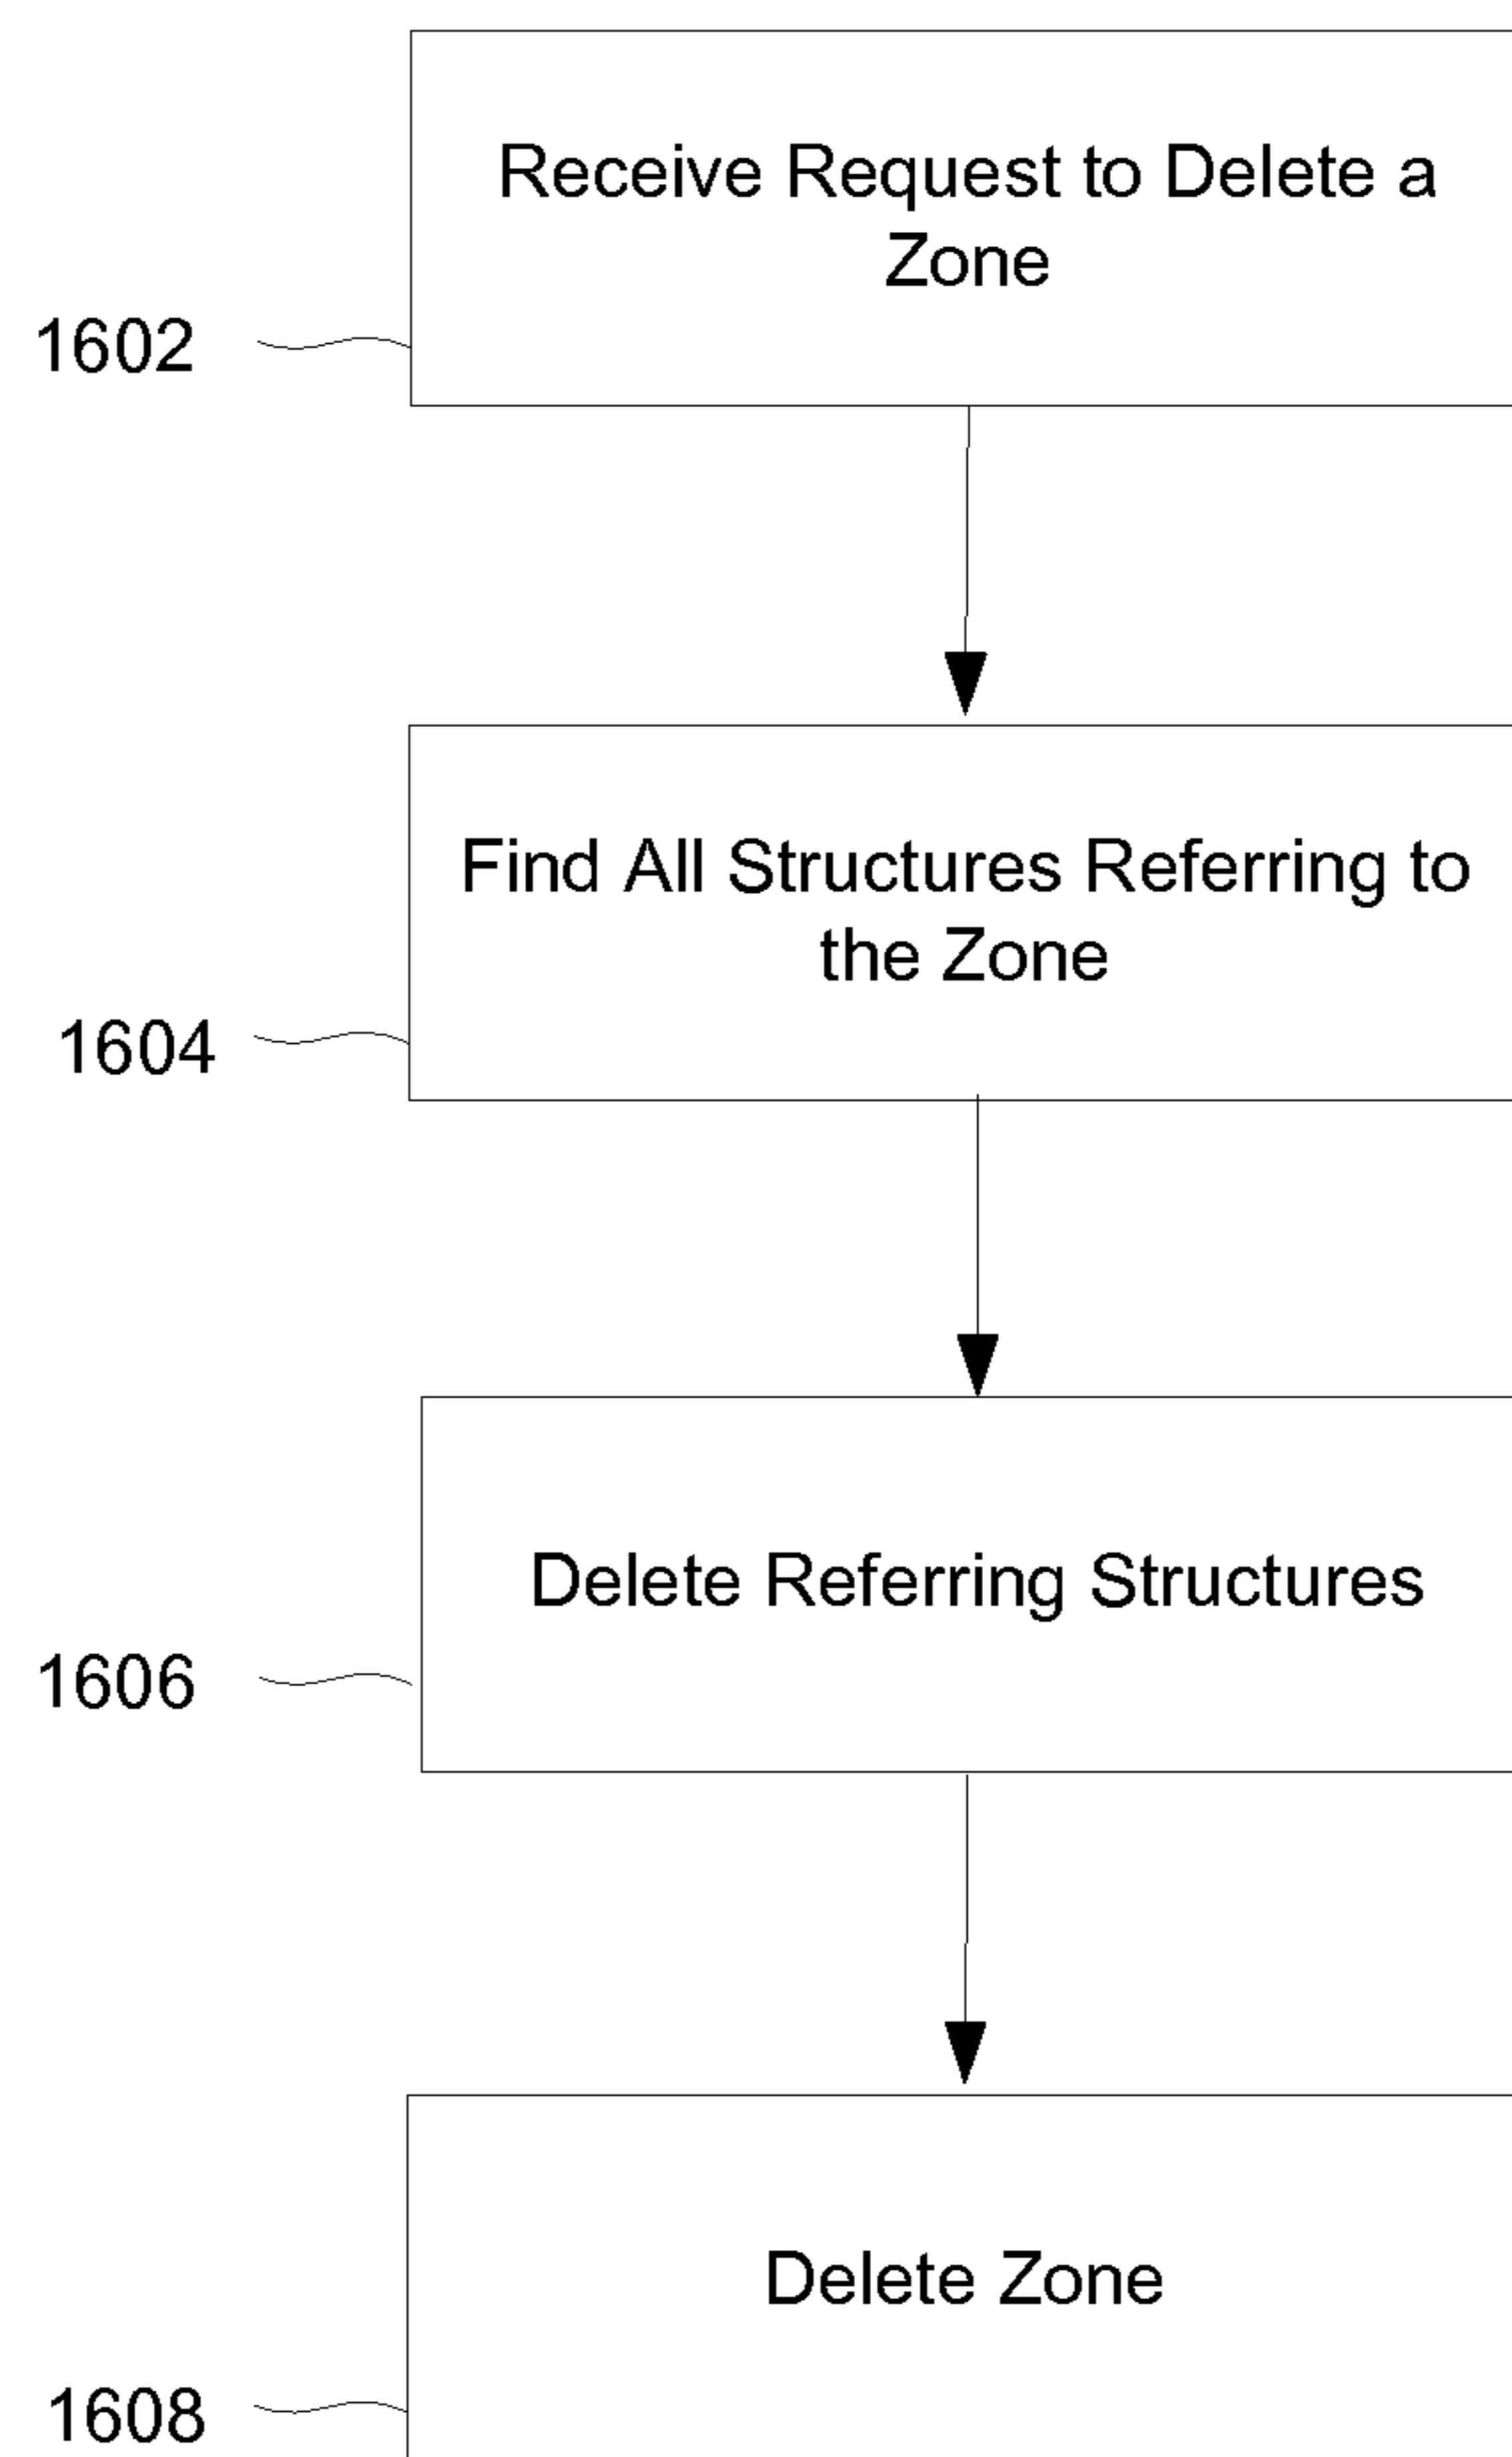 Receive Request to Delete a
Zone
1602
Find All Structures Referring to
the Zone
1604
Delete Referring Structures
1606
Delete Zone
1608